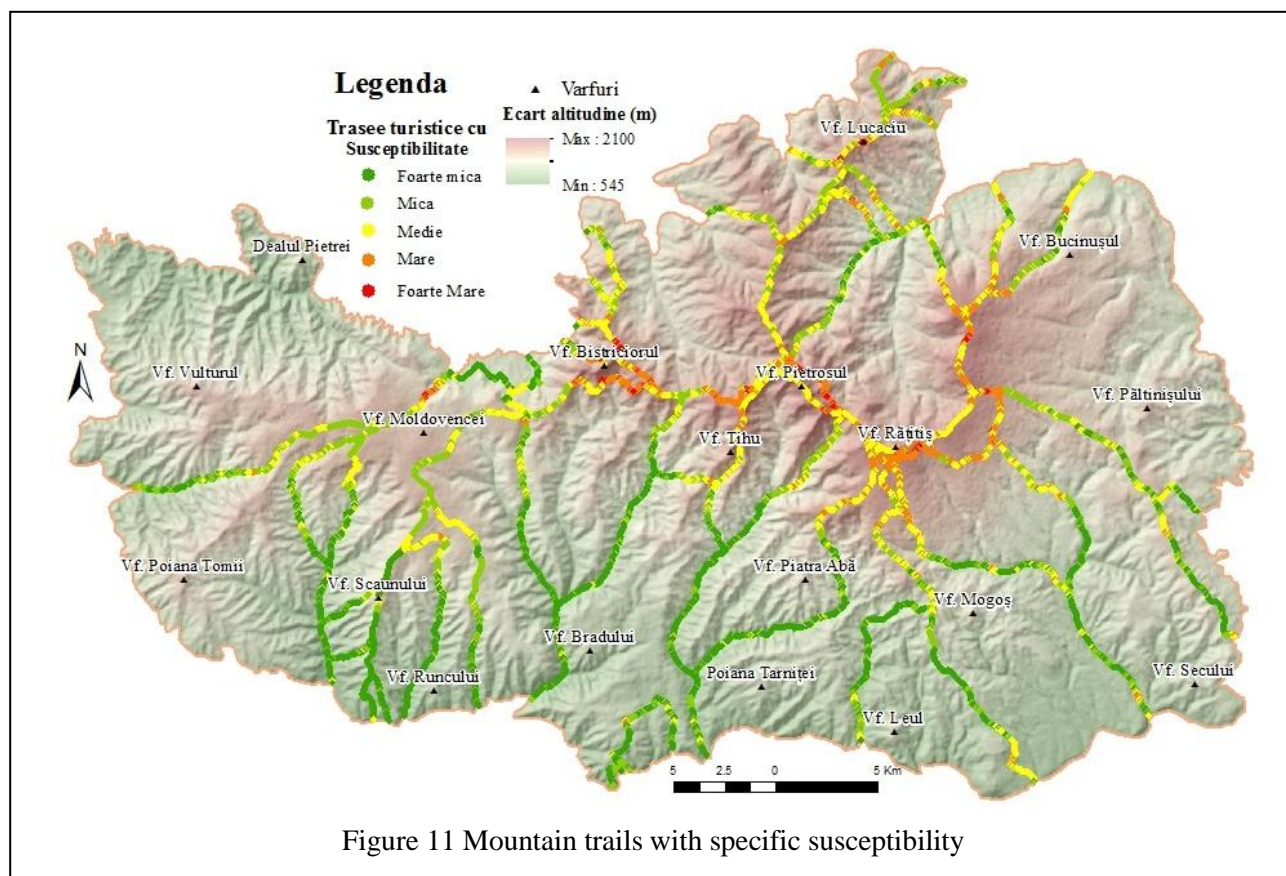 Legenda
Trasee turistice cu
Susceptibilitate
Foarte mica
Mica
Medie
Mare
Foarte Mare
Varfuri
Ecart altitudine (m)
Max : 2100
Min : 545
N
Vf. Lucaciu
Dealul Pietrei
Vf. Bucinușul
Vf. Bistriciorul
Vf. Vulturul
Vf. Pietrosul
Vf. Păltinișului
Vf. Moldovencei
Vf. Tihu
Vf. Rățitiș
Vf. Poiana Tomii
Vf. Scaunului
Vf. Piatra Abă
Vf. Mogoș
Vf. Bradului
Vf. Runcului
Poiana Tarniței
Vf. Secului
Vf. Leul
5 2.5 0 5 Km
Figure 11 Mountain trails with specific susceptibility